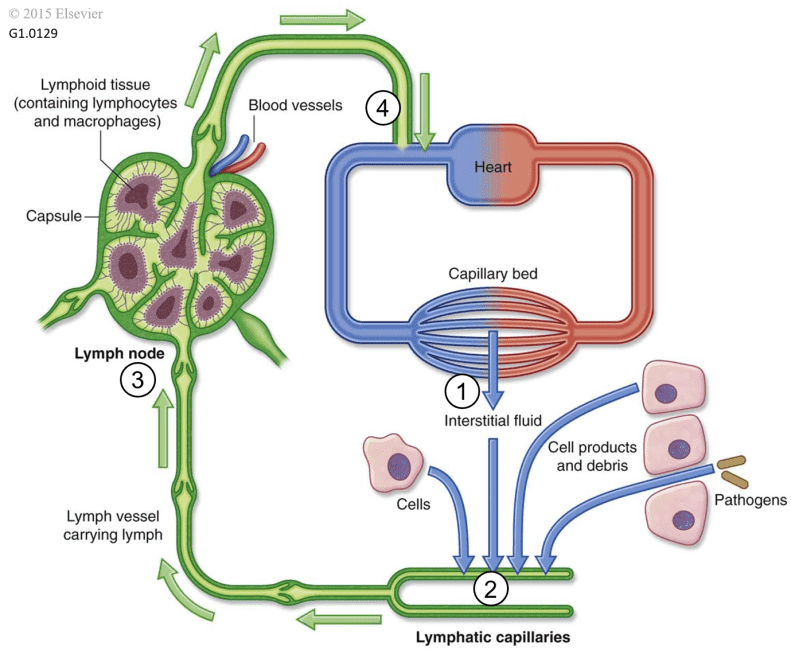 © 2015 Elsevier
G1.0129
Lymphoid tissue
(containing lymphocytes
and macrophages)
Blood vessels
4
Heart
Capsule
Capillary bed
Lymph node
3
1
Interstitial fluid
Cell products
and debris
Cells
Pathogens
Lymph vessel
carrying lymph
2
Lymphatic capillaries